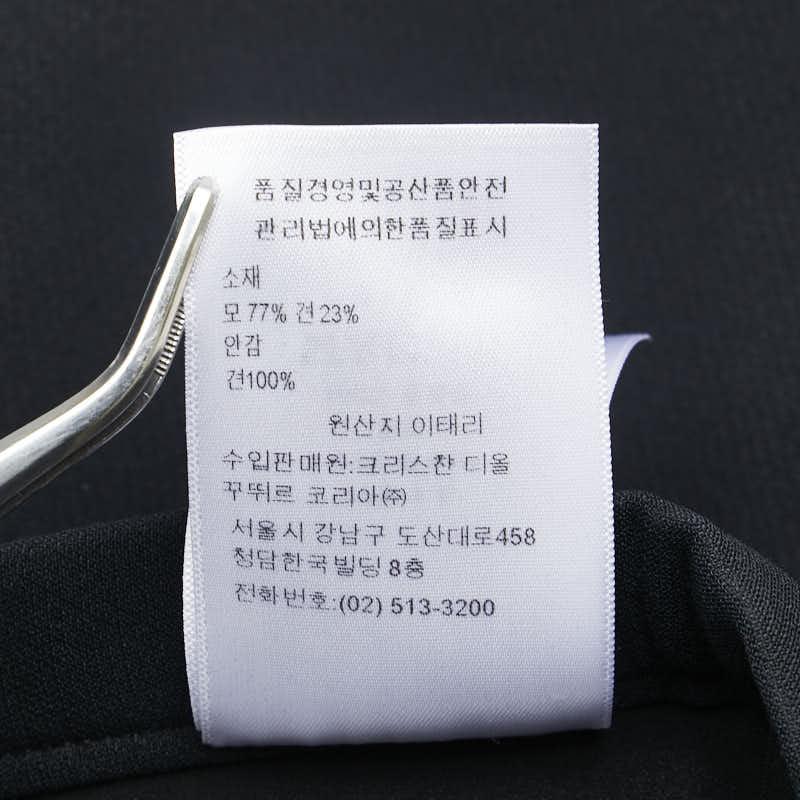 품질경영및공산품안전
관리법에의한품질표시
소재
모 77% 견 23%
안감
견100%
원산지 이태리
수입판매원:크리스찬 디올
꾸뛰르 코리아㈜
서울시 강남구 도산대로458
청담한국빌딩 8층
전화번호:(02) 513-3200